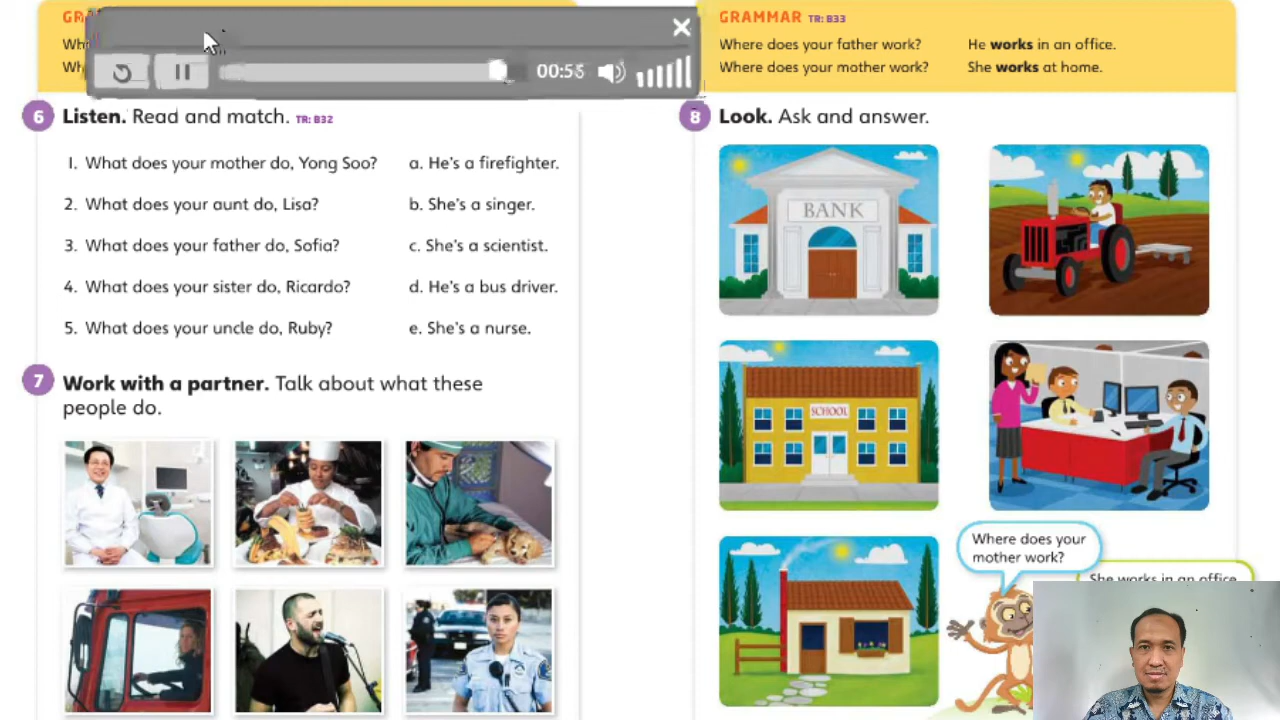 GR
Wh
Wh
00:55
6 Listen. Read and match. TR: B32
1. What does your mother do, Yong Soo?
a. He's a firefighter.
2. What does your aunt do, Lisa?
b. She's a singer.
3. What does your father do, Sofia?
c. She's a scientist.
4. What does your sister do, Ricardo?
d. He's a bus driver.
5. What does your uncle do, Ruby?
e. She's a nurse.
7 Work with a partner. Talk about what these
people do.
GRAMMAR TR: B33
Where does your father work?
He works in an office.
Where does your mother work?
She works at home.
8 Look. Ask and answer.
BANK
SCHOOL
Where does your
mother work?
She works in an office